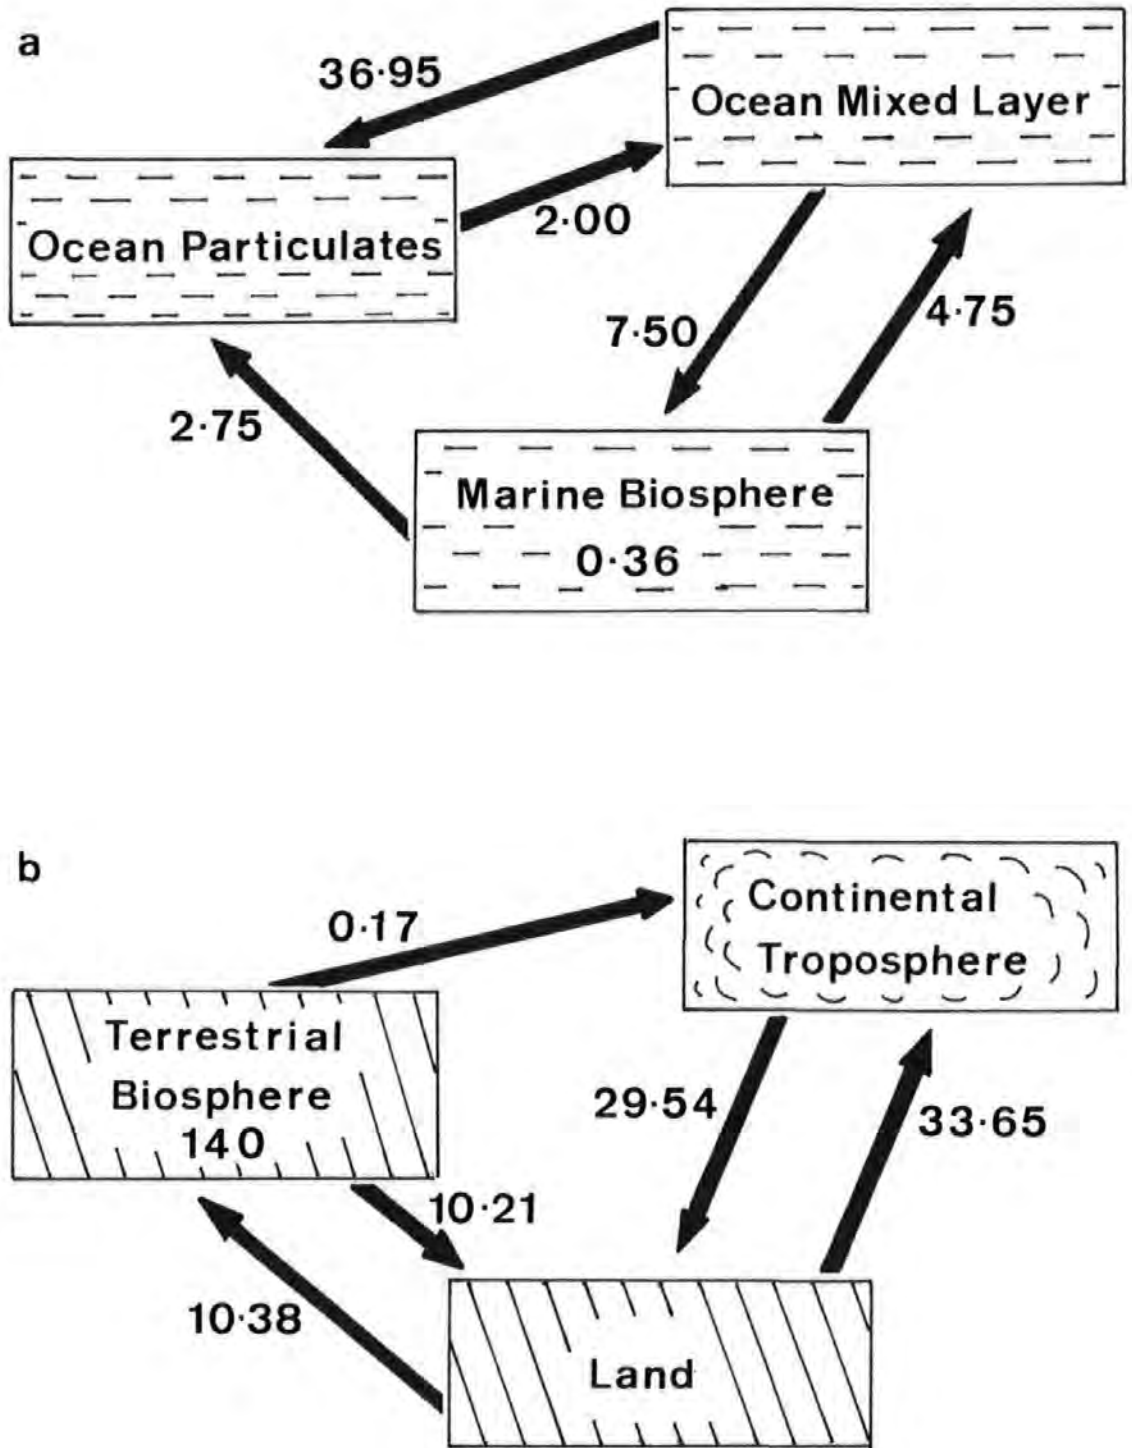 a
36·95
Ocean Mixed Layer
2·00
Ocean Particulates
7·50
4·75
2·75
Marine Biosphere
0·36
b
0·17
Continental
Troposphere
Terrestrial
Biosphere
140
29·54
33·65
10·21
10·38
Land